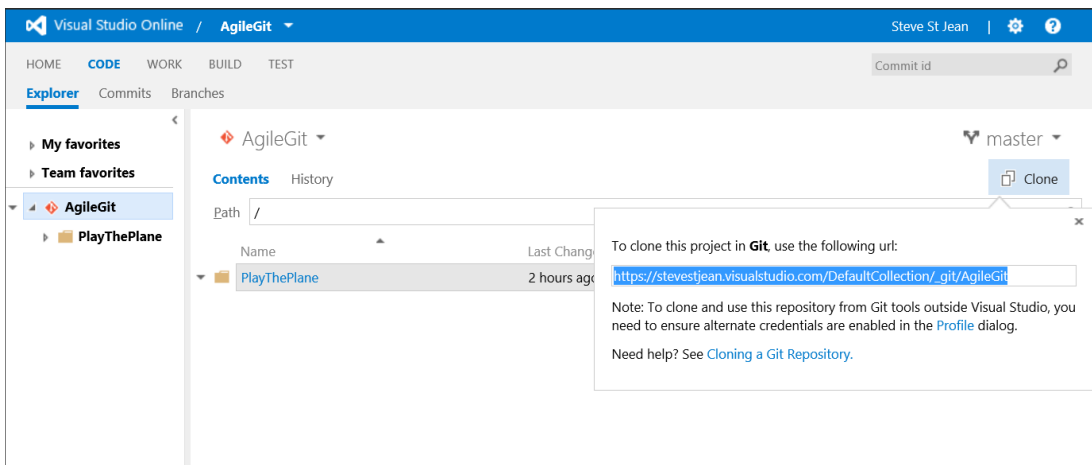 Visual Studio Online / AgileGit Steve St Jean |
HOME CODE WORK BUILD TEST Commit id
Explorer Commits Branches
My favorites
Team favorites
AgileGit
PlayThePlane
AgileGit master
Contents History Clone
Path /
Name Last Chang
PlayThePlane 2 hours ago
To clone this project in Git, use the following url:
https://stevestjean.visualstudio.com/DefaultCollection/_git/AgileGit
Note: To clone and use this repository from Git tools outside Visual Studio, you
need to ensure alternate credentials are enabled in the Profile dialog.
Need help? See Cloning a Git Repository.